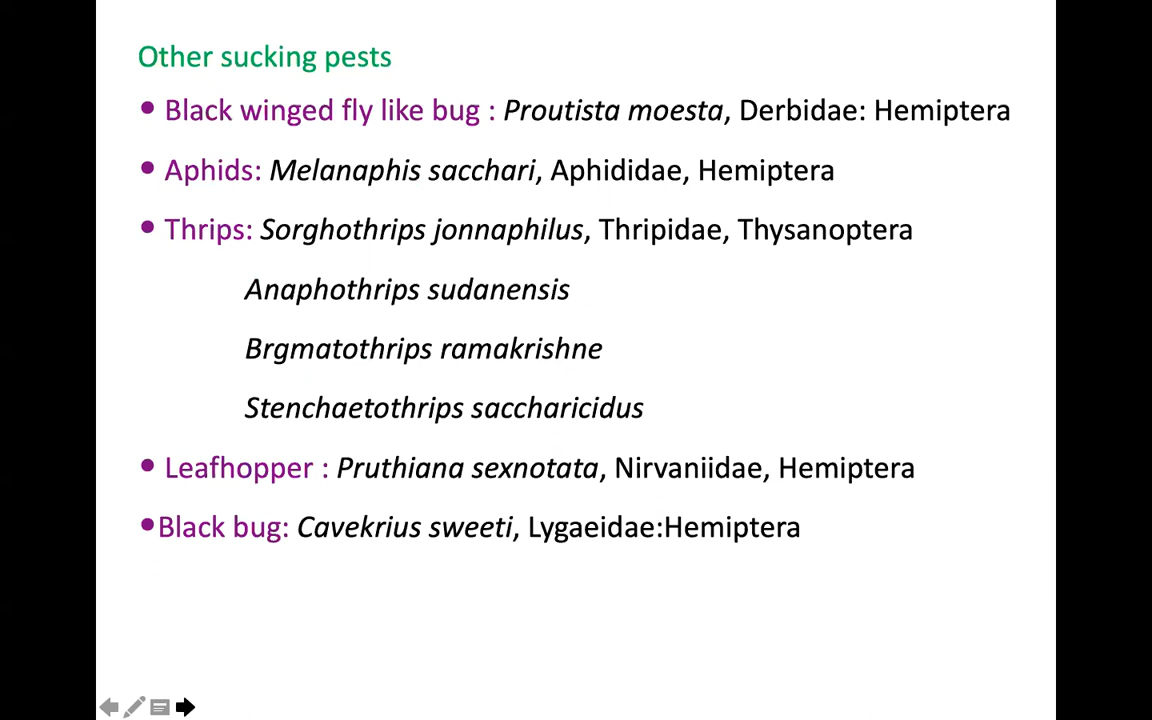 Other sucking pests
• Black winged fly like bug : Proutista moesta, Derbidae: Hemiptera
• Aphids: Melanaphis sacchari, Aphididae, Hemiptera
• Thrips: Sorghothrips jonnaphilus, Thripidae, Thysanoptera
Anaphothrips sudanensis
Brgmatothrips ramakrishne
Stenchaetothrips saccharicidus
• Leafhopper : Pruthiana sexnotata, Nirvaniidae, Hemiptera
•Black bug: Cavekrius sweeti, Lygaeidae:Hemiptera